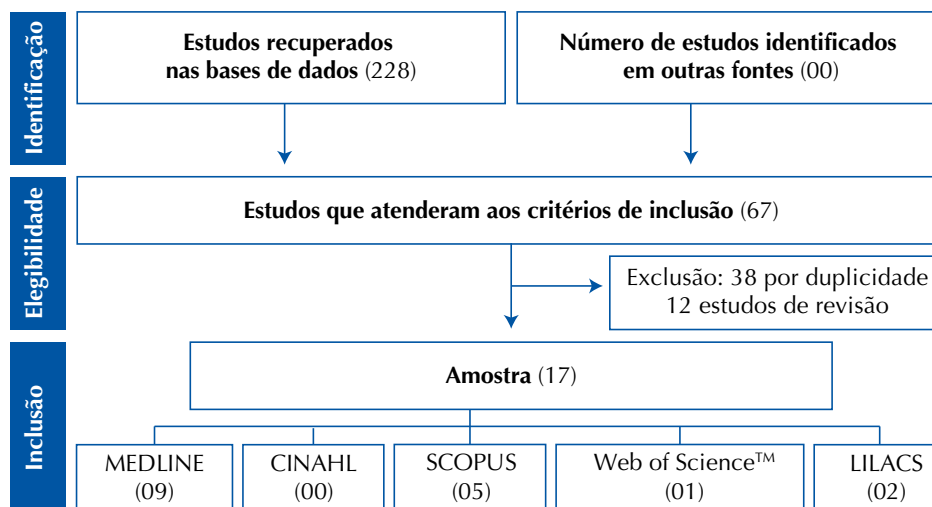 Identificação
Estudos recuperados
nas bases de dados (228)
Número de estudos identificados
em outras fontes (00)
Elegibilidade
Estudos que atenderam aos critérios de inclusão (67)
Exclusão: 38 por duplicidade
12 estudos de revisão
Inclusão
Amostra (17)
MEDLINE
(09)
CINAHL
(00)
SCOPUS
(05)
Web of Science™
(01)
LILACS
(02)